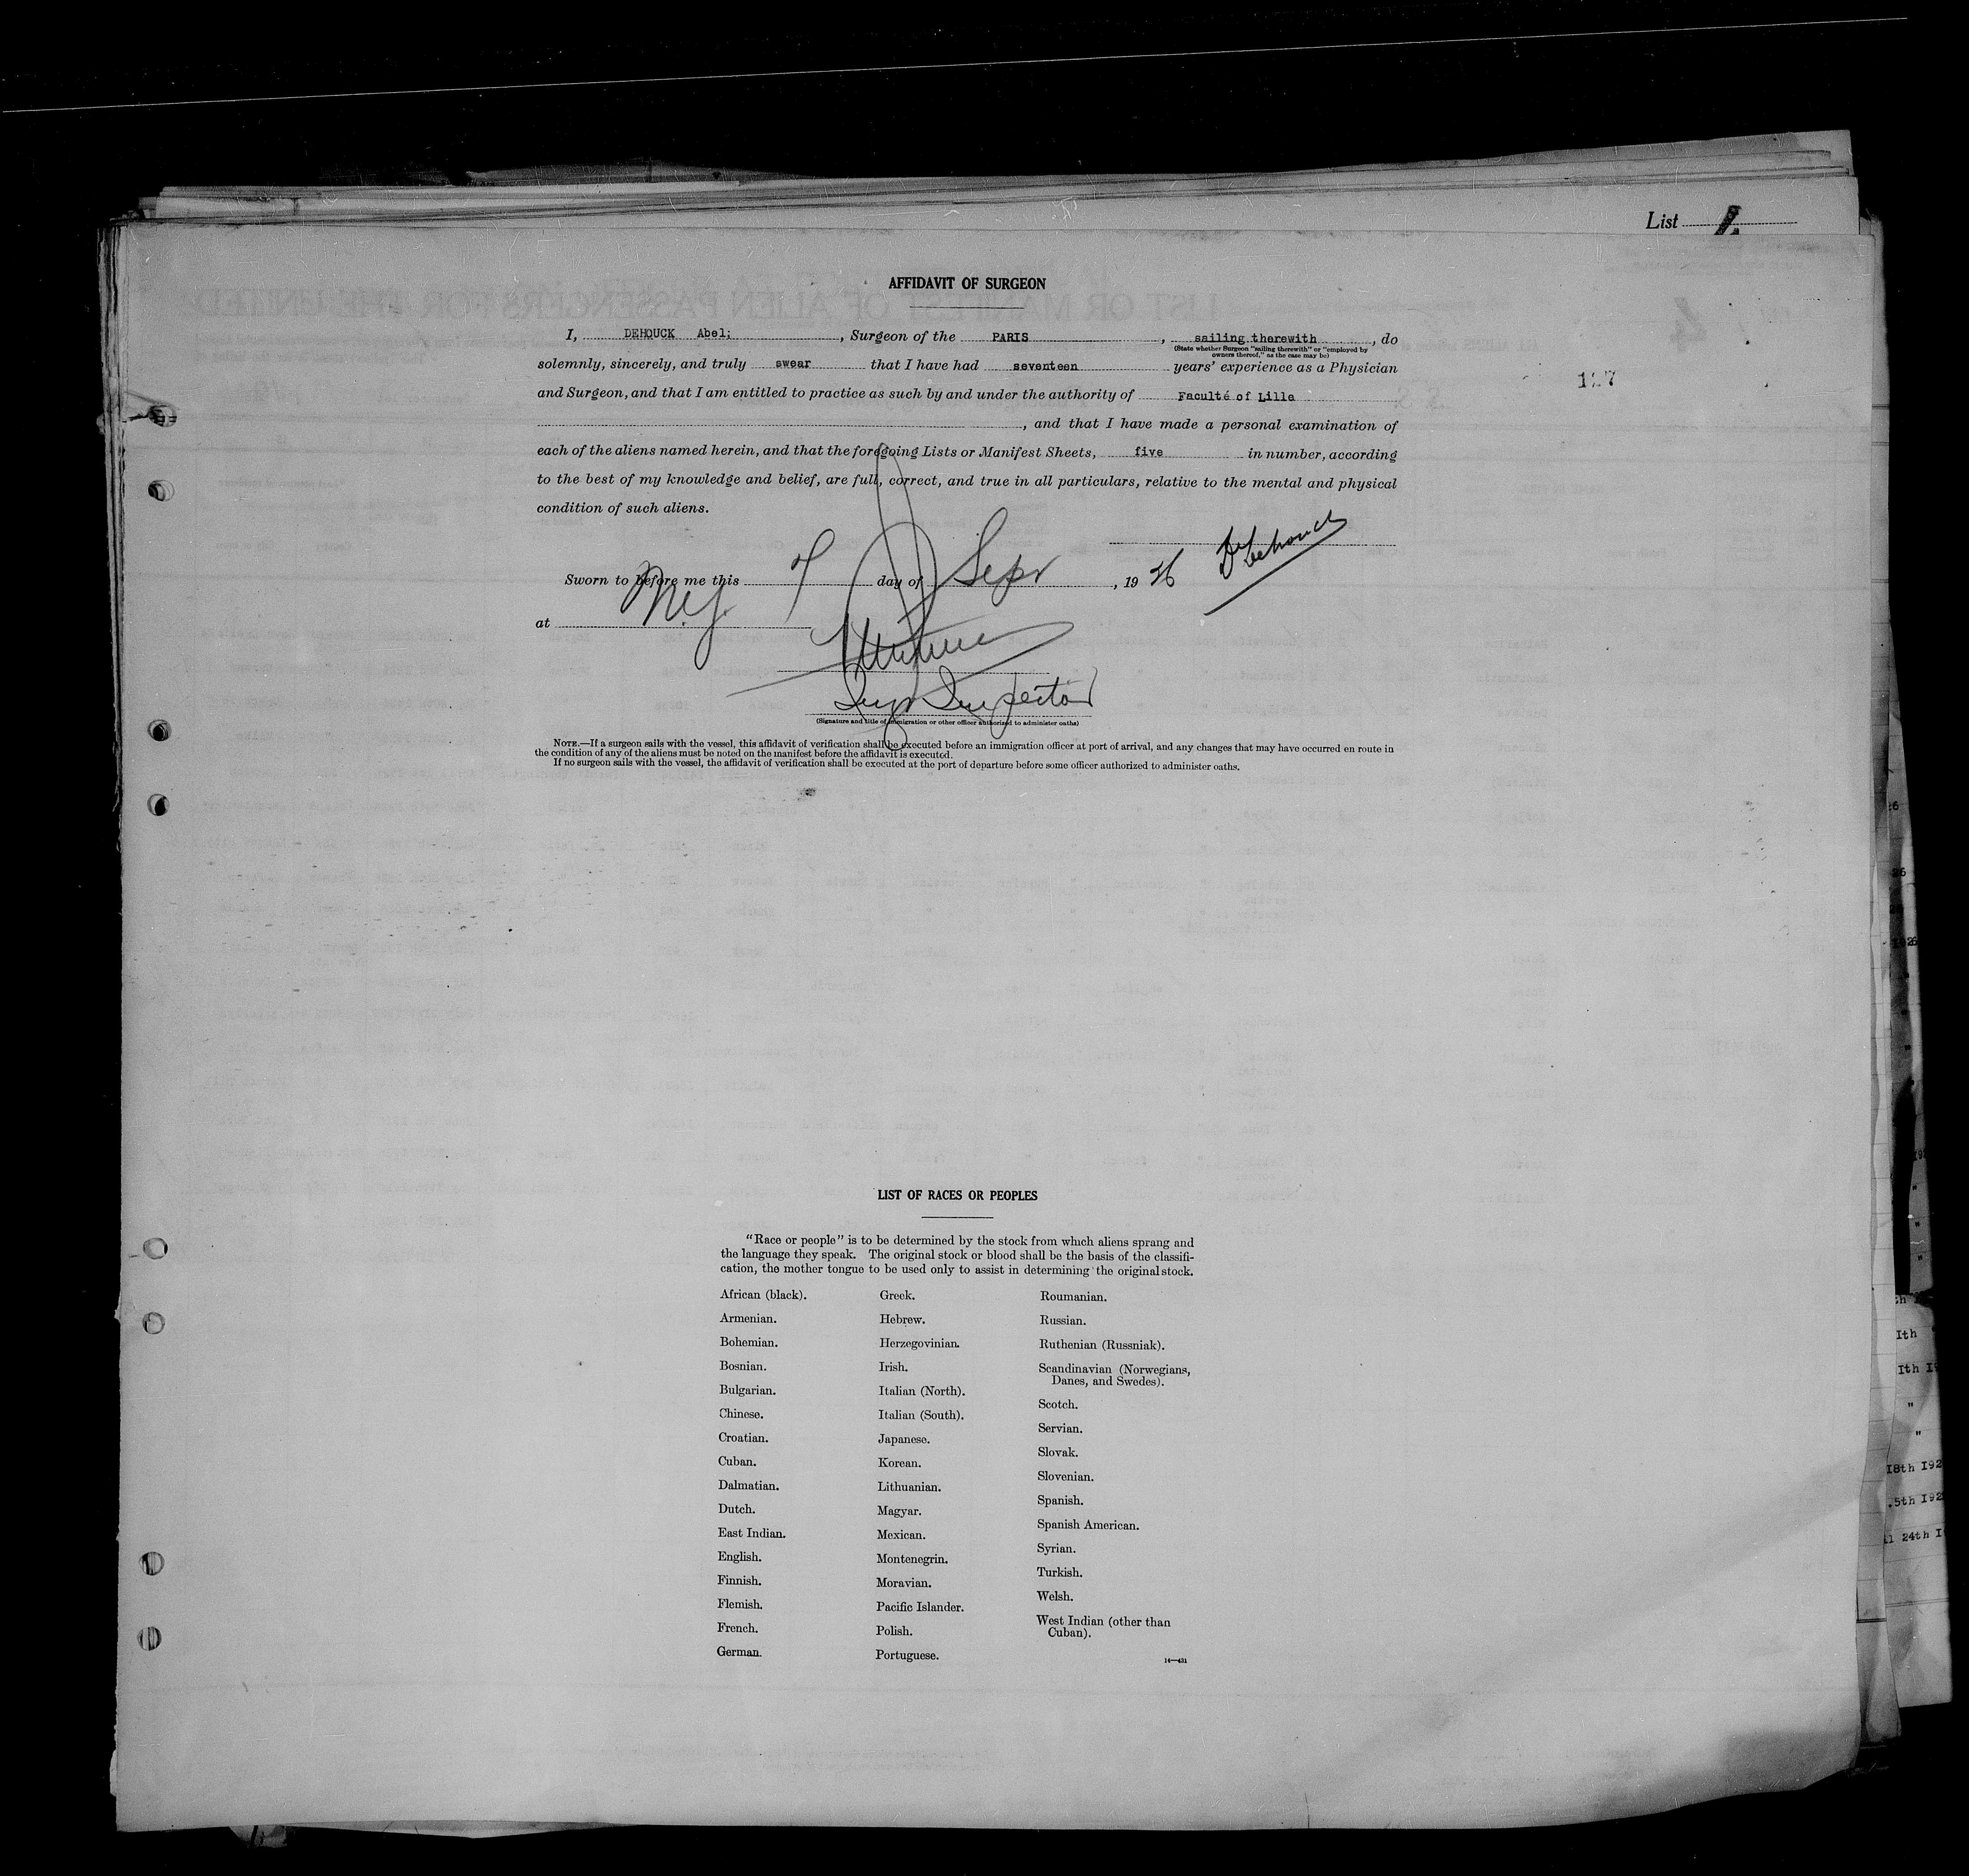 List
AFFIDAVIT OF SURGEON
I, DEHOUCK Abel; , Surgeon of the PARIS , sailing therewith , do
(State whether Surgeon "sailing therewith" or "employed by
owners thereof," as the case may be)
solemnly, sincerely, and truly swear that I have had seventeen years' experience as a Physician
127
and Surgeon, and that I am entitled to practice as such by and under the authority of Faculté of Lille
, and that I have made a personal examination of
each of the aliens named herein, and that the foregoing Lists or Manifest Sheets, five in number, according
to the best of my knowledge and belief, are full, correct, and true in all particulars, relative to the mental and physical
condition of such aliens.
Dr Dehouck
Sworn to before me this 7 day of Sepr , 19 26
at N.Y.
Inspector
(Signature and title of immigration or other officer authorized to administer oaths)
NOTE.—If a surgeon sails with the vessel, this affidavit of verification shall be executed before an immigration officer at port of arrival, and any changes that may have occurred en route in
the condition of any of the aliens must be noted on the manifest before the affidavit is executed.
If no surgeon sails with the vessel, the affidavit of verification shall be executed at the port of departure before some officer authorized to administer oaths.
LIST OF RACES OR PEOPLES
"Race or people" is to be determined by the stock from which aliens sprang and
the language they speak. The original stock or blood shall be the basis of the classifi-
cation, the mother tongue to be used only to assist in determining the original stock.
African (black).
Armenian.
Bohemian.
Bosnian.
Bulgarian.
Chinese.
Croatian.
Cuban.
Dalmatian.
Dutch.
East Indian.
English.
Finnish.
Flemish.
French.
German.
Greek.
Hebrew.
Herzegovinian.
Irish.
Italian (North).
Italian (South).
Japanese.
Korean.
Lithuanian.
Magyar.
Mexican.
Montenegrin.
Moravian.
Pacific Islander.
Polish.
Portuguese.
Roumanian.
Russian.
Ruthenian (Russniak).
Scandinavian (Norwegians,
Danes, and Swedes).
Scotch.
Servian.
Slovak.
Slovenian.
Spanish.
Spanish American.
Syrian.
Turkish.
Welsh.
West Indian (other than
Cuban).
14—431